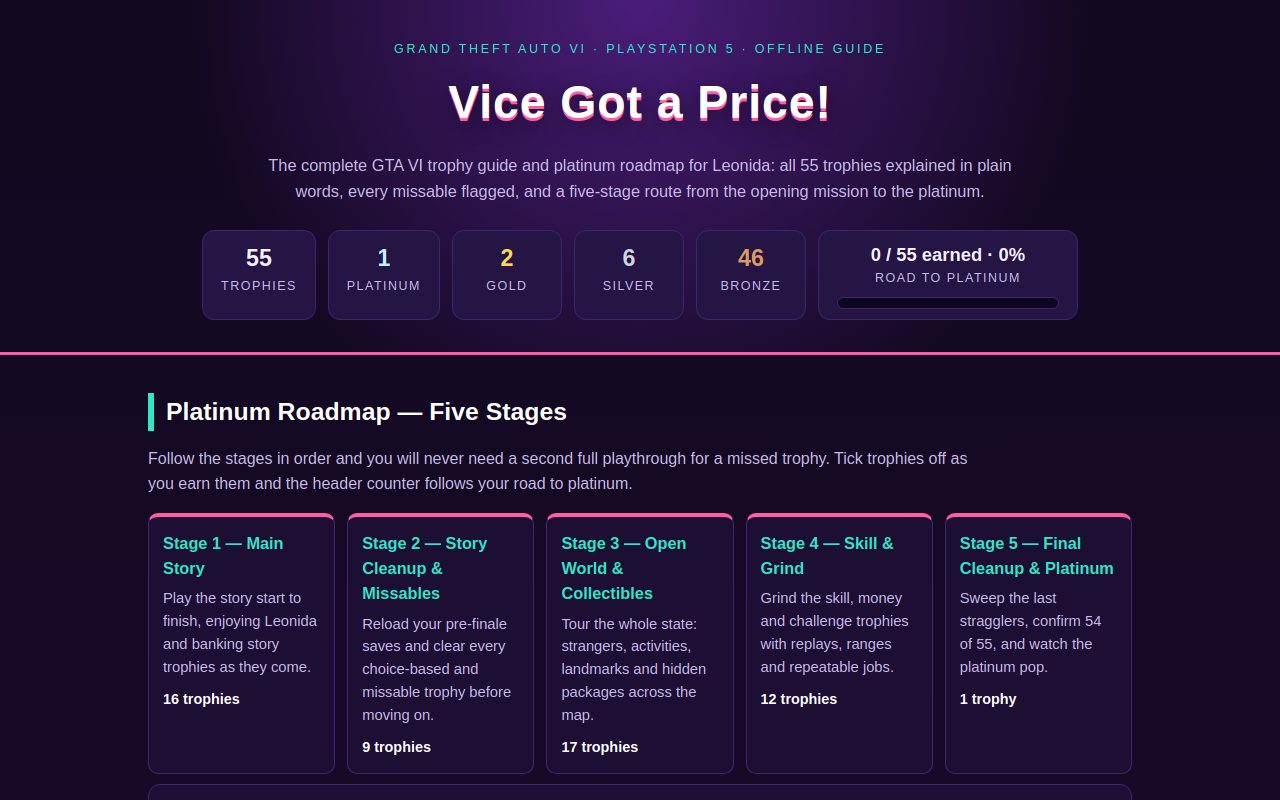 GRAND THEFT AUTO VI · PLAYSTATION 5 · OFFLINE GUIDE
Vice Got a Price!
The complete GTA VI trophy guide and platinum roadmap for Leonida: all 55 trophies explained in plain
words, every missable flagged, and a five-stage route from the opening mission to the platinum.
55
TROPHIES
1
PLATINUM
2
GOLD
6
SILVER
46
BRONZE
0 / 55 earned · 0%
ROAD TO PLATINUM
Platinum Roadmap — Five Stages
Follow the stages in order and you will never need a second full playthrough for a missed trophy. Tick trophies off as
you earn them and the header counter follows your road to platinum.
Stage 1 — Main
Story
Play the story start to
finish, enjoying Leonida
and banking story
trophies as they come.
16 trophies
Stage 2 — Story
Cleanup &
Missables
Reload your pre-finale
saves and clear every
choice-based and
missable trophy before
moving on.
9 trophies
Stage 3 — Open
World &
Collectibles
Tour the whole state:
strangers, activities,
landmarks and hidden
packages across the
map.
17 trophies
Stage 4 — Skill &
Grind
Grind the skill, money
and challenge trophies
with replays, ranges
and repeatable jobs.
12 trophies
Stage 5 — Final
Cleanup & Platinum
Sweep the last
stragglers, confirm 54
of 55, and watch the
platinum pop.
1 trophy